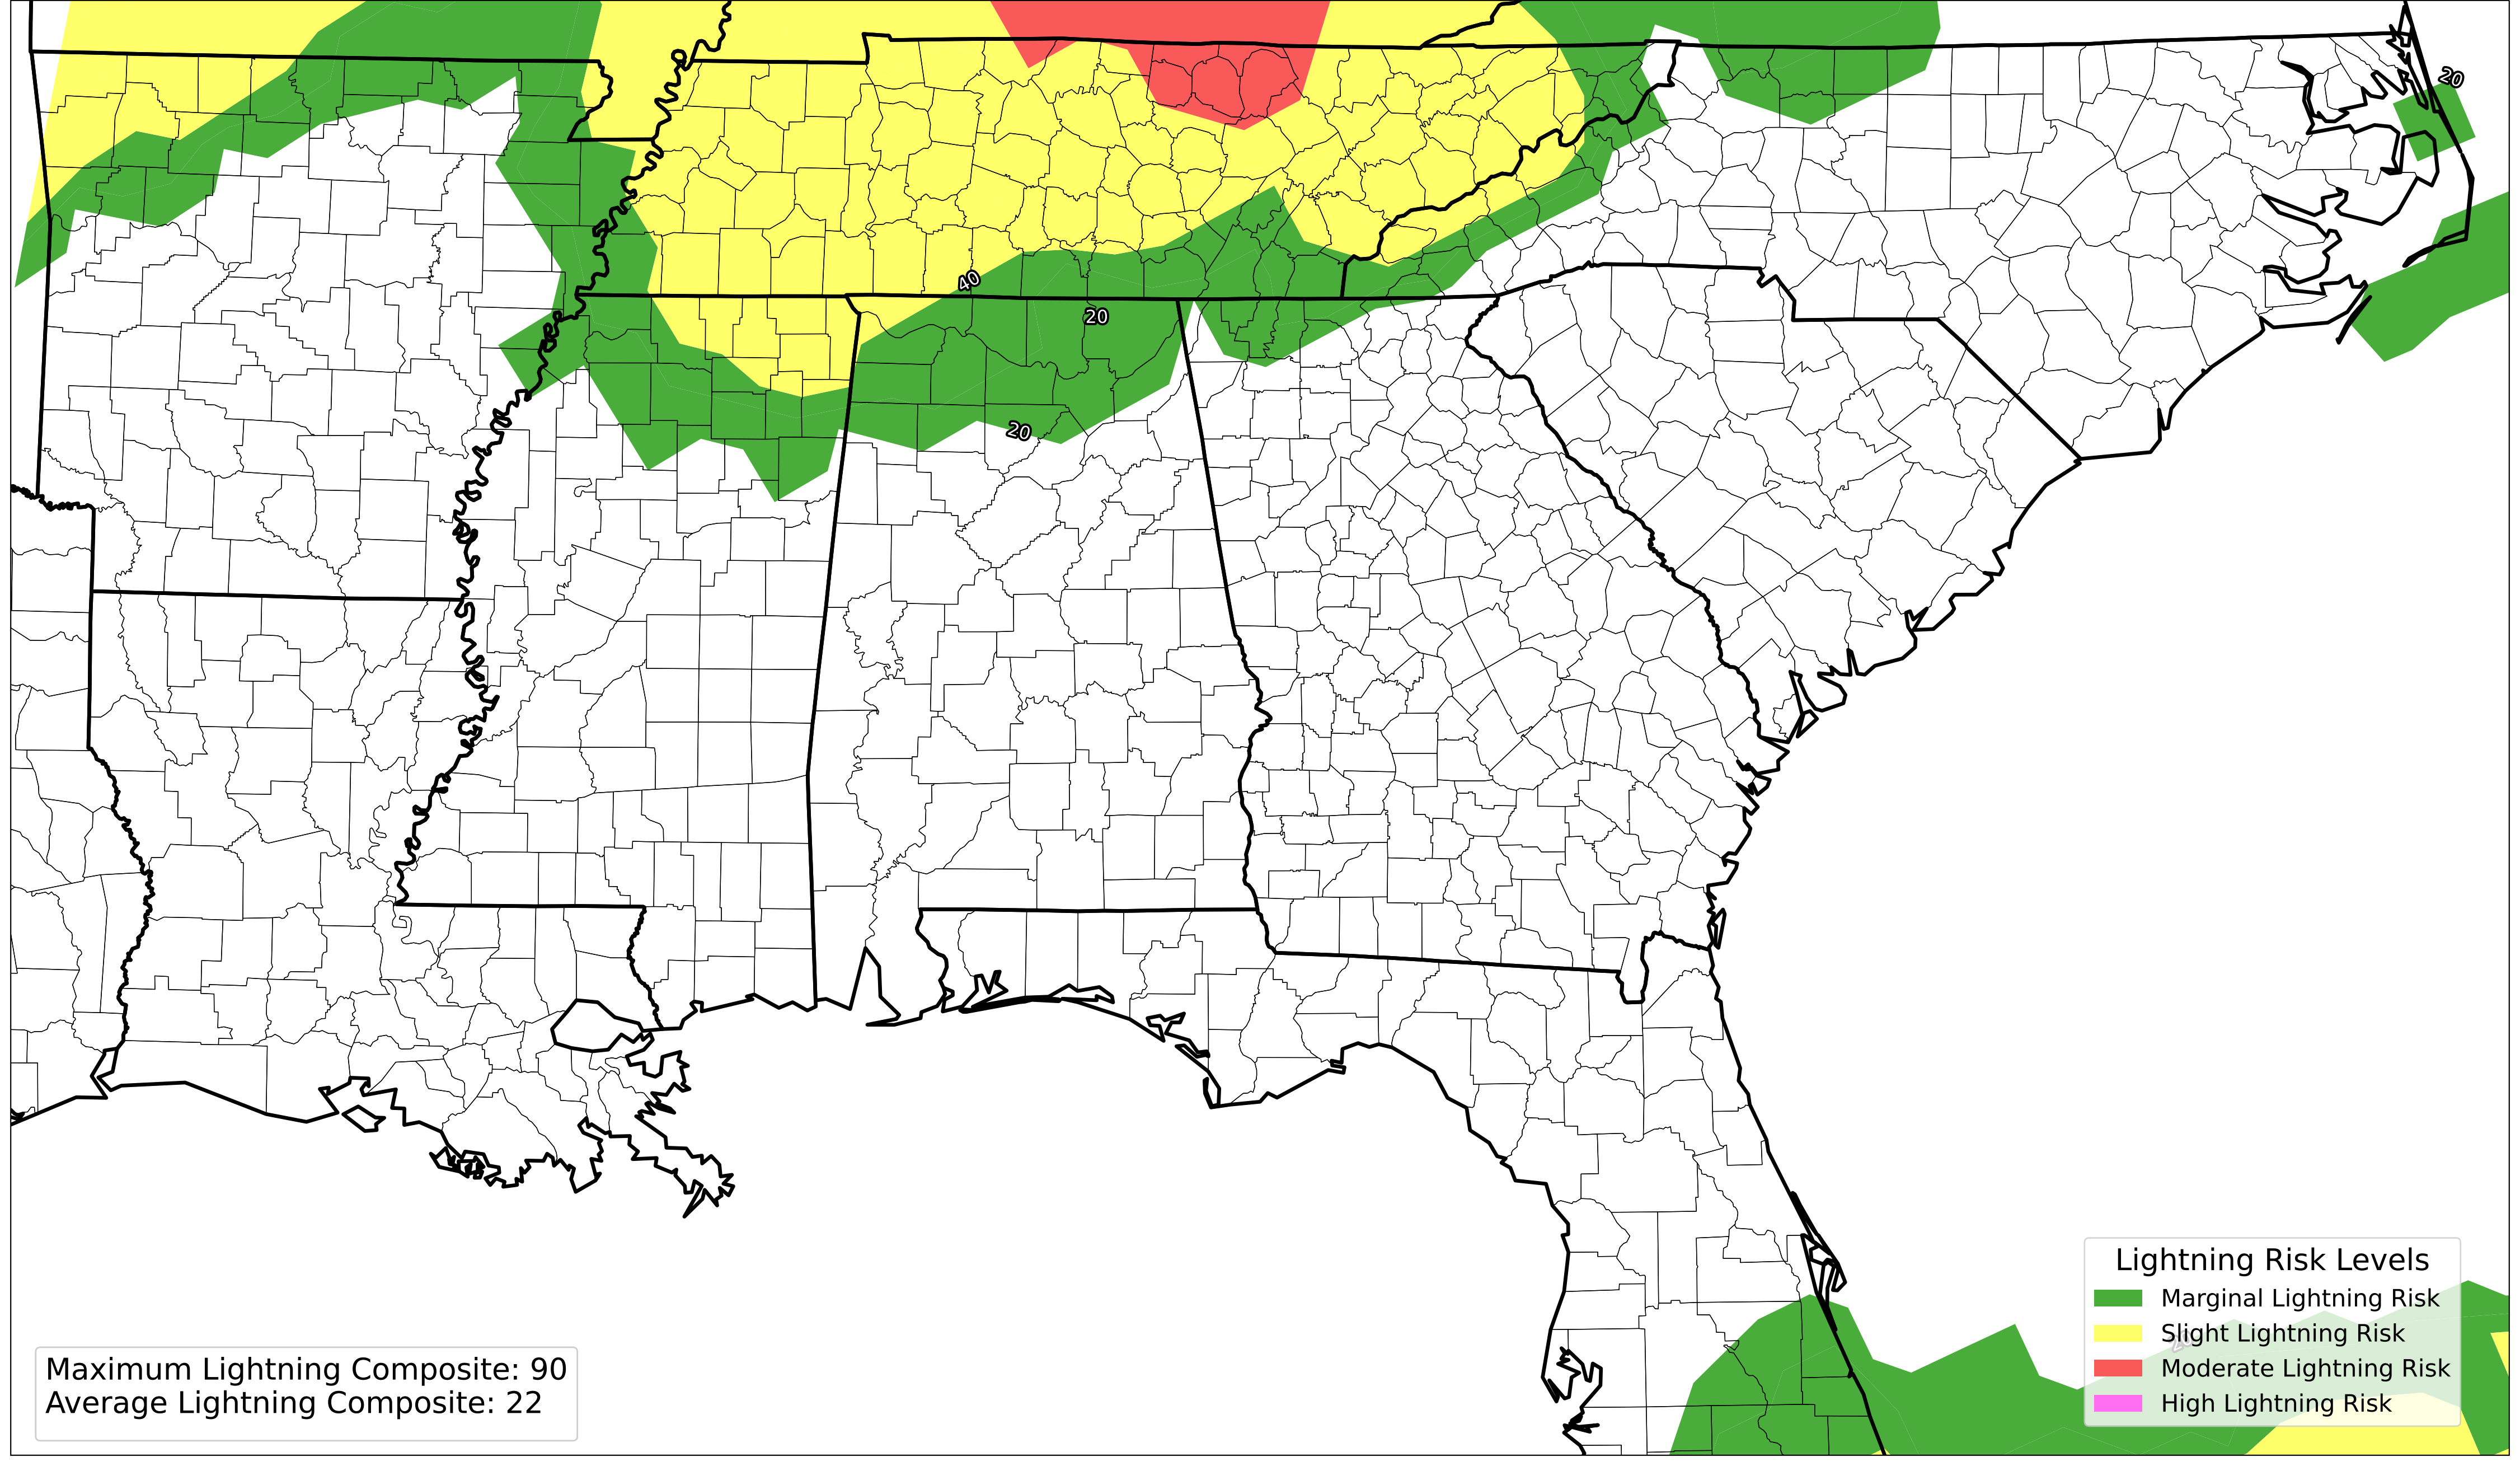 20
40
20
20
Lightning Risk Levels
Marginal Lightning Risk
Slight Lightning Risk
Moderate Lightning Risk
High Lightning Risk
Maximum Lightning Composite: 90
Average Lightning Composite: 22